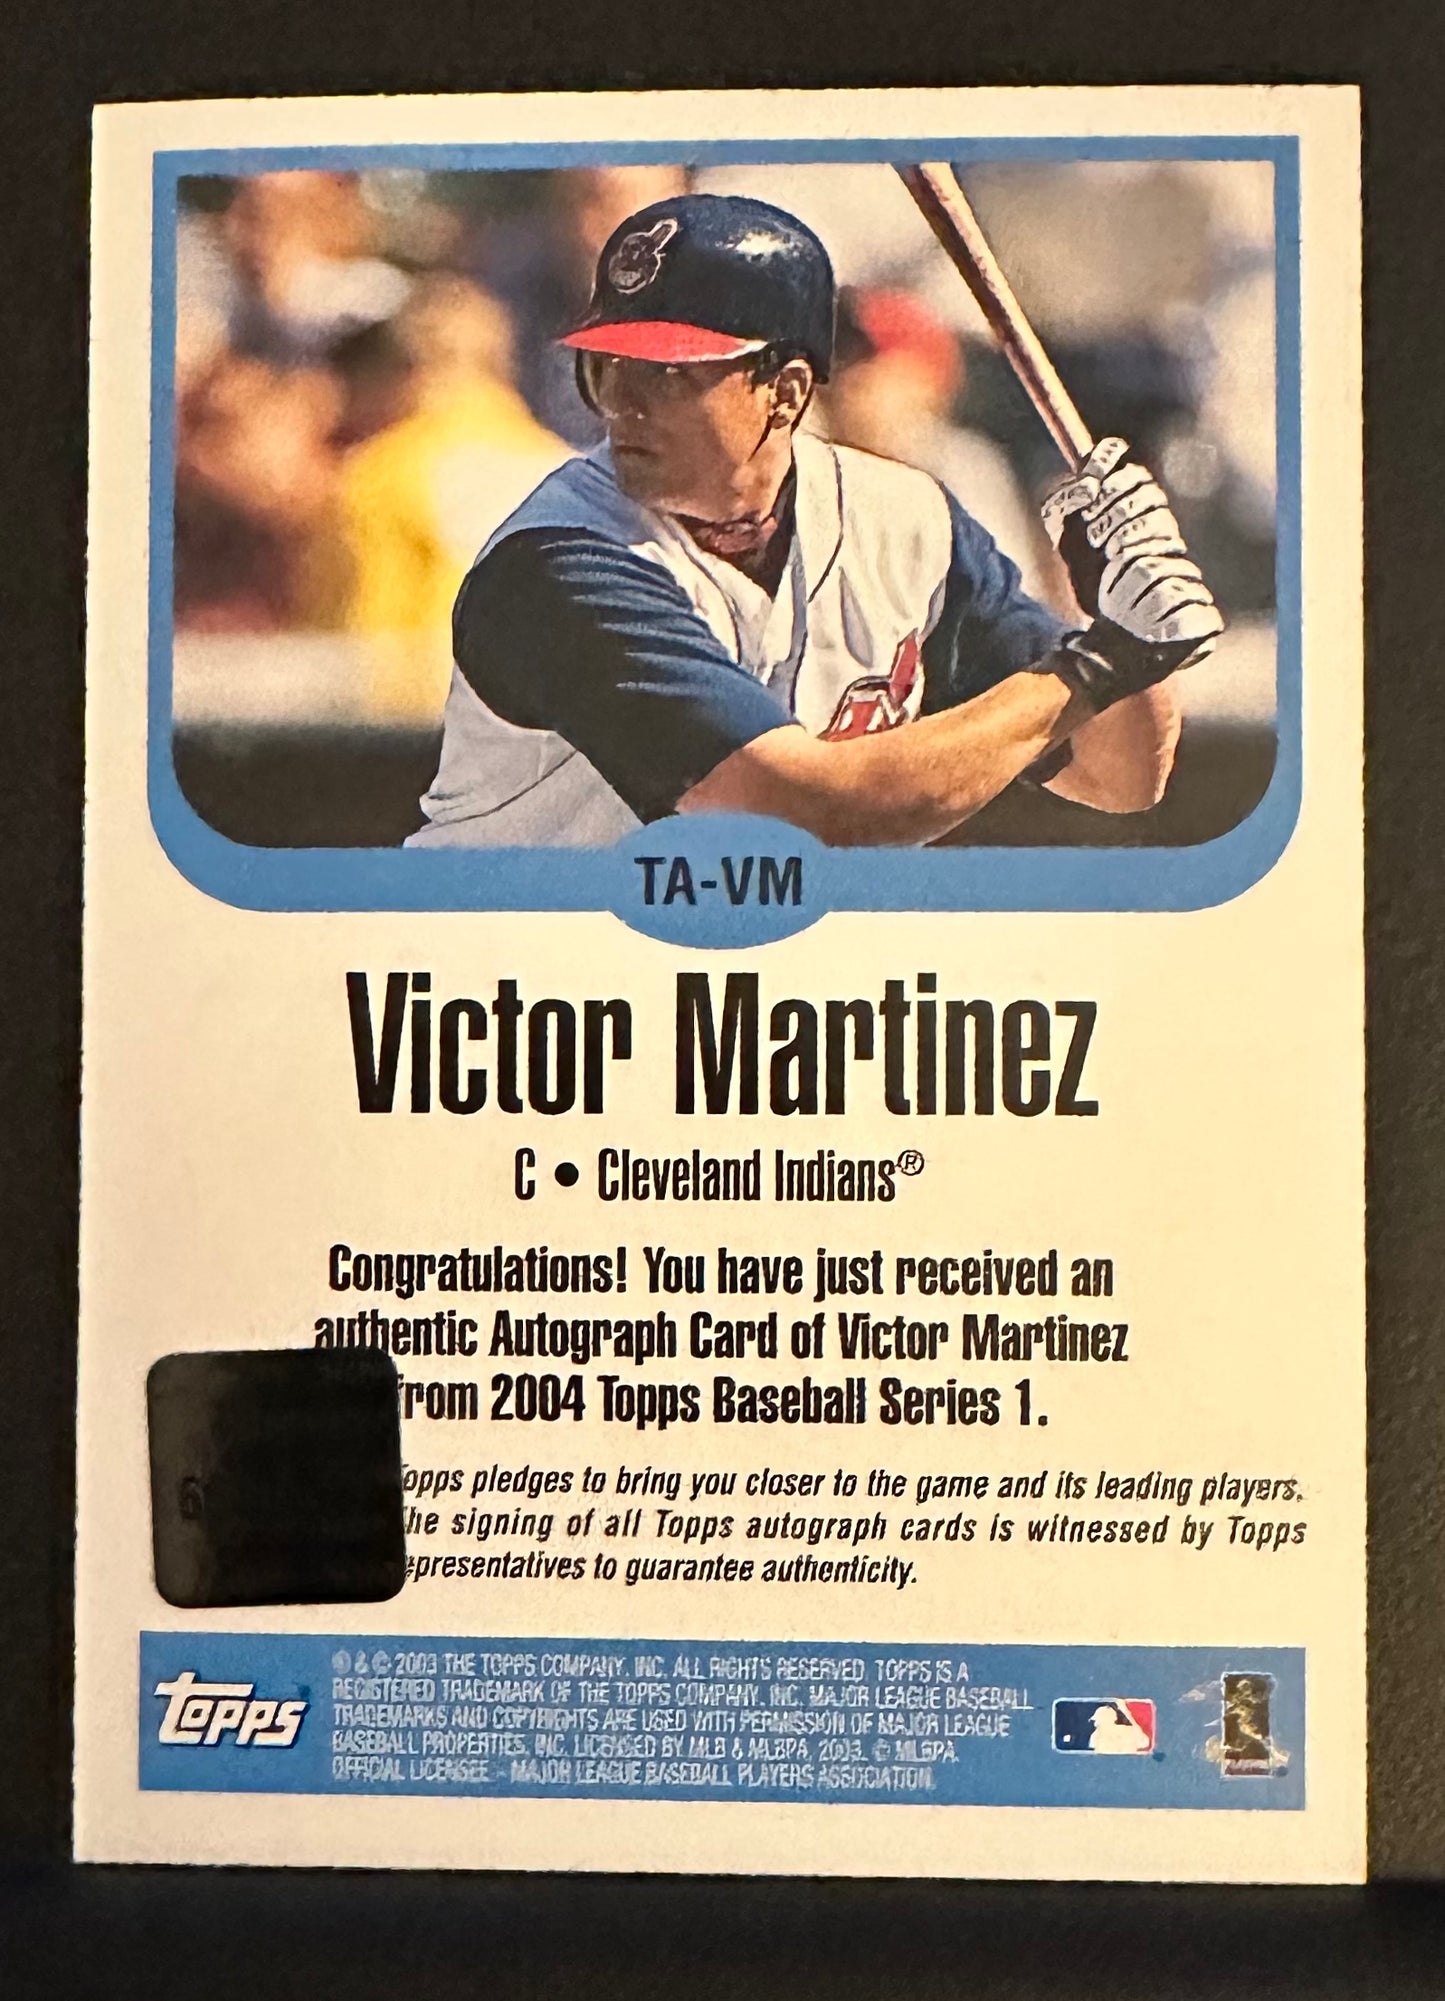 TA-VM
Victor Martinez
C • Cleveland Indians®
Congratulations! You have just received an
authentic Autograph Card of Victor Martinez
from 2004 Topps Baseball Series 1.
Topps pledges to bring you closer to the game and its leading players.
The signing of all Topps autograph cards is witnessed by Topps
representatives to guarantee authenticity.
Topps
® & © 2003 THE TOPPS COMPANY, INC. ALL RIGHTS RESERVED. TOPPS IS A
REGISTERED TRADEMARK OF THE TOPPS COMPANY, INC. MAJOR LEAGUE BASEBALL
TRADEMARKS AND COPYRIGHTS ARE USED WITH PERMISSION OF MAJOR LEAGUE
BASEBALL PROPERTIES, INC. LICENSED BY MLB & MLBPA, 2003. © MLBPA
OFFICIAL LICENSEE - MAJOR LEAGUE BASEBALL PLAYERS ASSOCIATION